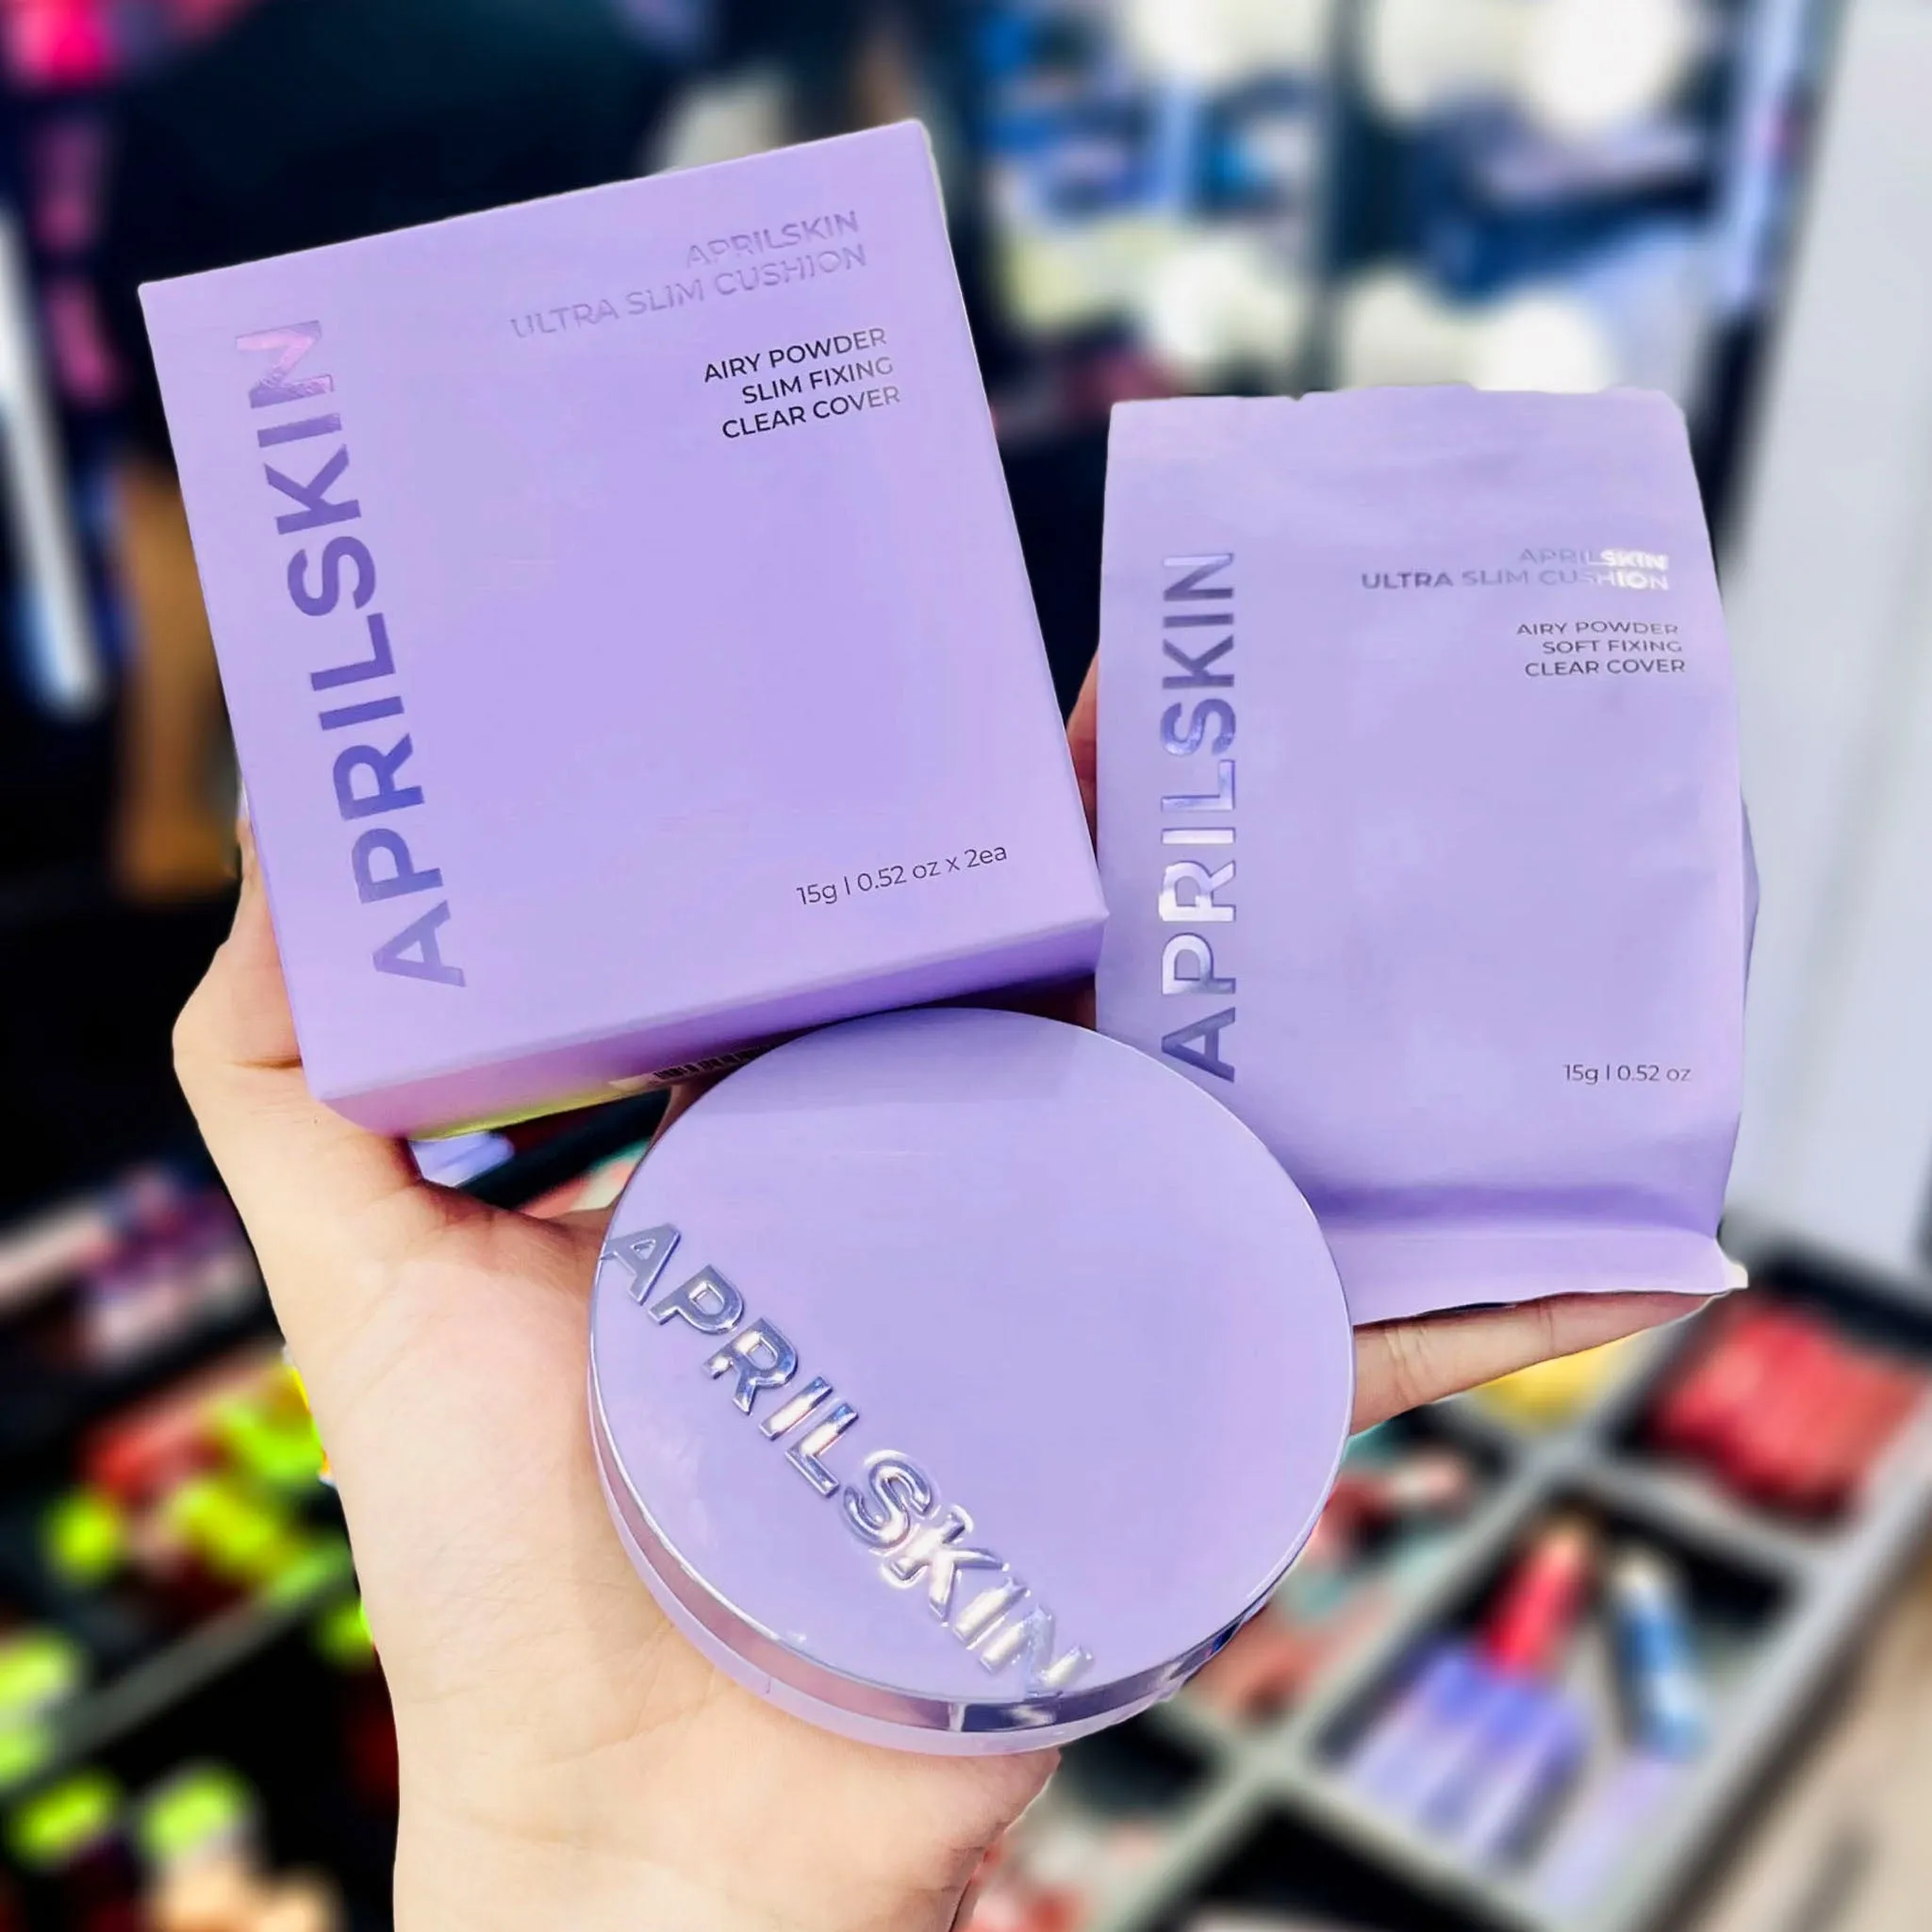 APRILSKIN
APRILSKIN
ULTRA SLIM CUSHION
AIRY POWDER
SLIM FIXING
CLEAR COVER
15g | 0.52 oz x 2ea
APRILSKIN
APRILSKIN
ULTRA SLIM CUSHION
AIRY POWDER
SOFT FIXING
CLEAR COVER
15g | 0.52 oz
APRILSKIN